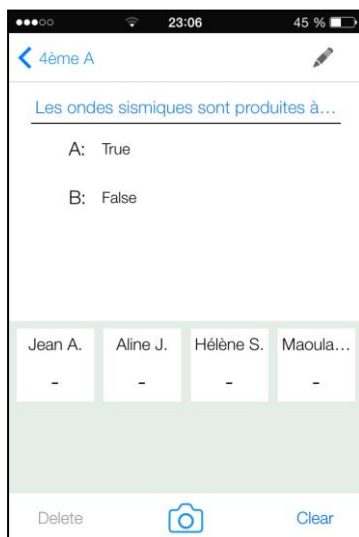 23:06 45 %
4ème A
Les ondes sismiques sont produites à…
A: True
B: False
Jean A. Aline J. Hélène S. Maoula…
- - - -
Delete Clear